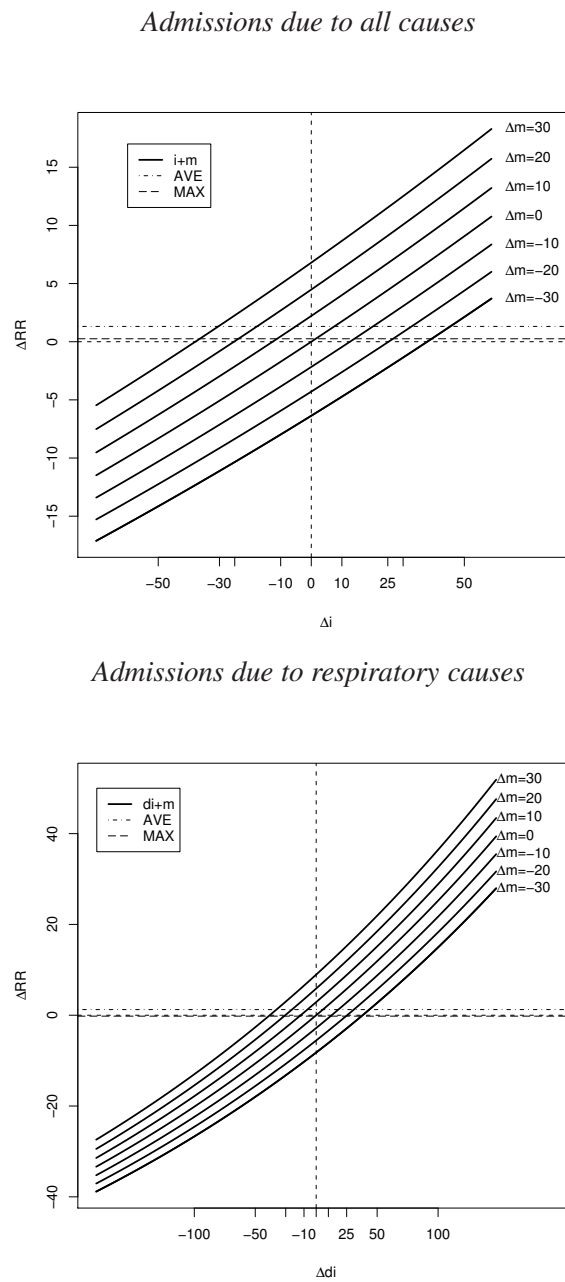 Admissions due to all causes
i+m
AVE
MAX
Δm=30
Δm=20
Δm=10
Δm=0
Δm=−10
Δm=−20
Δm=−30
15
10
5
0
−5
−10
−15
ΔRR
−50 −30 −10 0 10 25 50
Δi
Admissions due to respiratory causes
di+m
AVE
MAX
Δm=30
Δm=20
Δm=10
Δm=0
Δm=−10
Δm=−20
Δm=−30
40
20
0
−20
−40
ΔRR
−100 −50 −10 25 50 100
Δdi